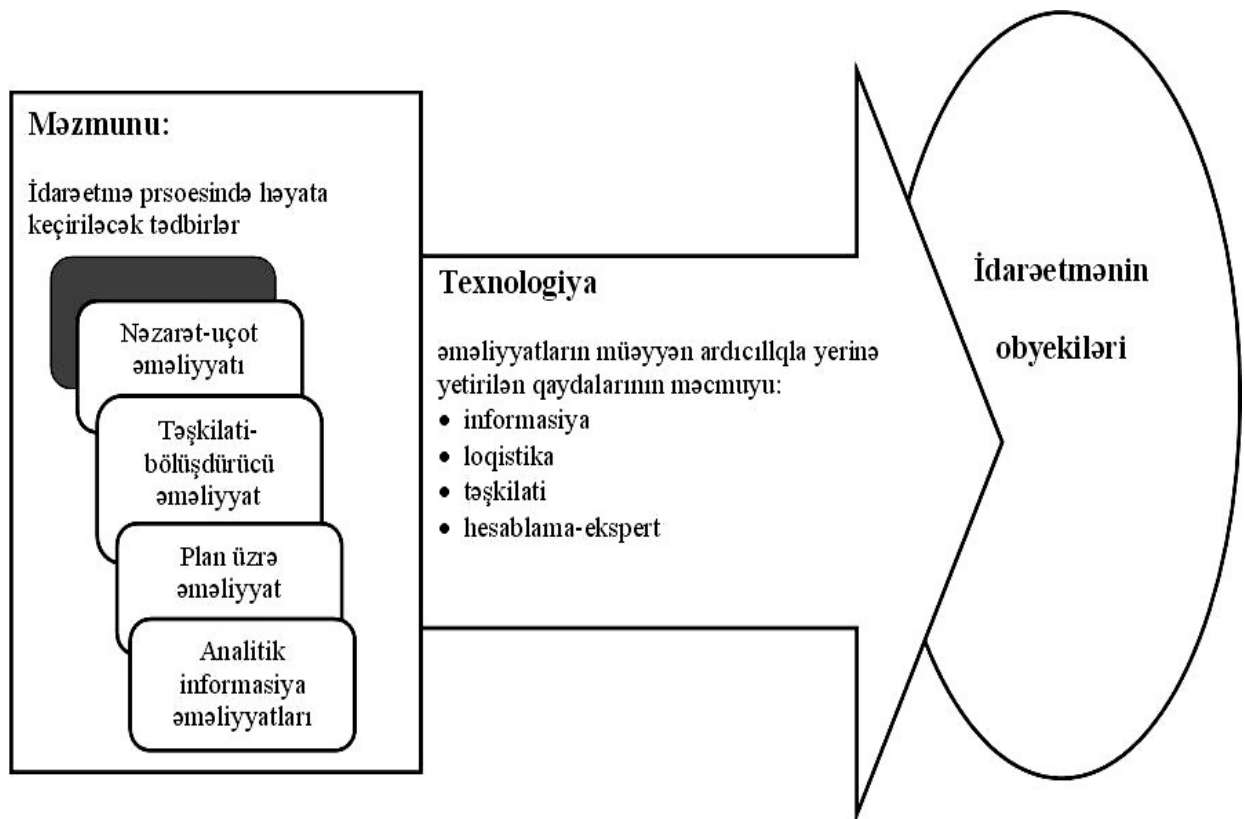 Məzmunu:
İdarəetmə prsoesində həyata
keçiriləcək tədbirlər
Nəzarət-uçot
əməliyyatı
Təşkilati-
bölüşdürücü
əməliyyat
Plan üzrə
əməliyyat
Analitik
informasiya
əməliyyatları
Texnologiya
əməliyyatların müəyyən ardıcıllqla yerinə
yetirilən qaydalarının məcmuyu:
• informasiya
• loqistika
• təşkilati
• hesablama-ekspert
İdarəetmənin
obyekiləri